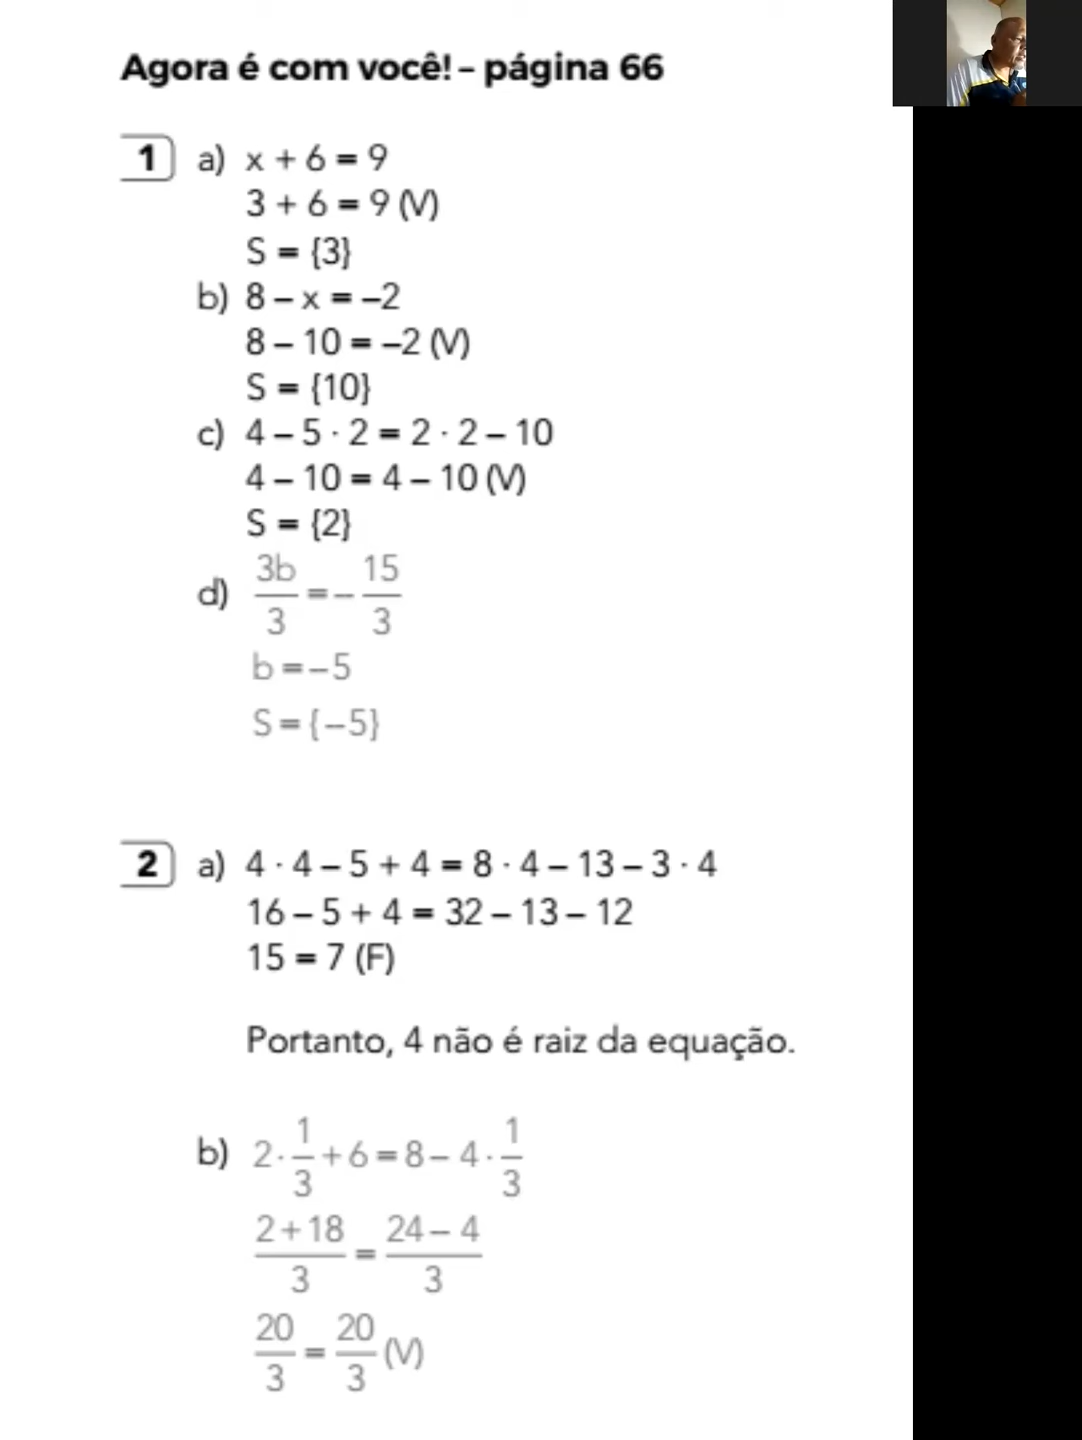 Agora é com você! – página 66
1 a) x + 6 = 9
3 + 6 = 9 (V)
S = {3}
b) 8 – x = –2
8 – 10 = –2 (V)
S = {10}
c) 4 – 5 · 2 = 2 · 2 – 10
4 – 10 = 4 – 10 (V)
S = {2}
d) 3b/3 = – 15/3
b = – 5
S = {– 5}
2 a) 4 · 4 – 5 + 4 = 8 · 4 – 13 – 3 · 4
16 – 5 + 4 = 32 – 13 – 12
15 = 7 (F)
Portanto, 4 não é raiz da equação.
b) 2 · 1/3 + 6 = 8 – 4 · 1/3
2 + 18/3 = 24 – 4/3
20/3 = 20/3 (V)